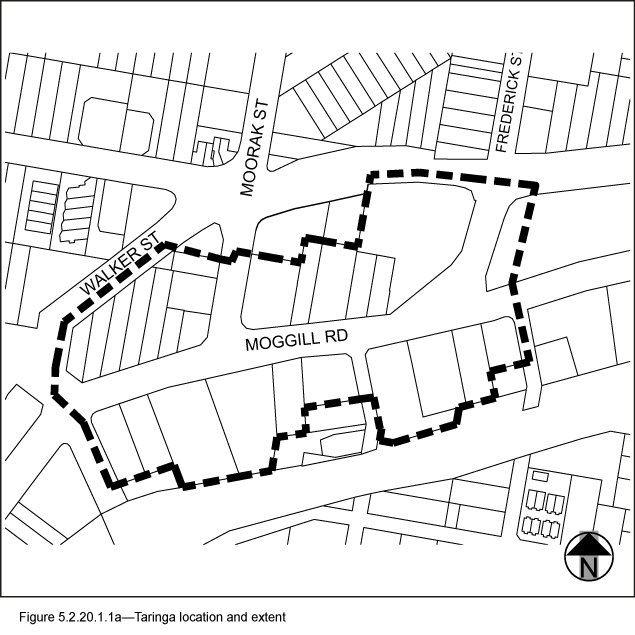 FREDERICK ST
MOORAK ST
WALKER ST
MOGGILL RD
N
Figure 5.2.20.1.1a—Taringa location and extent